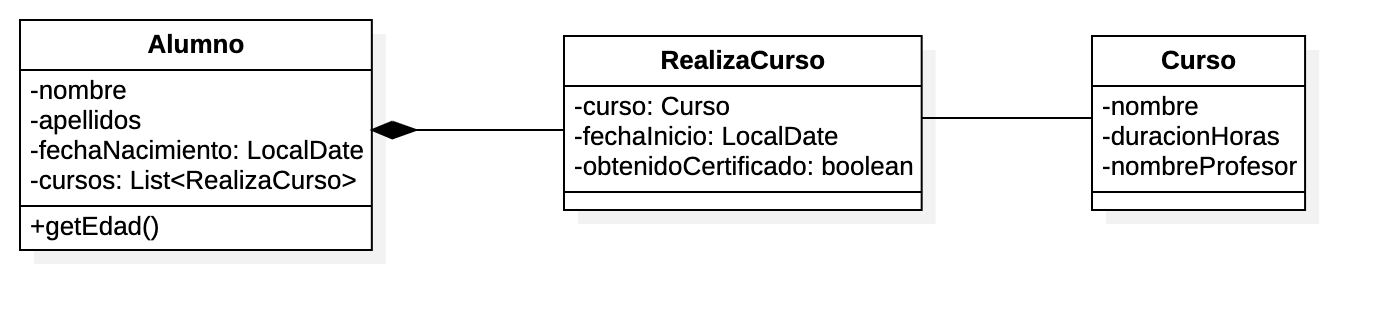 Alumno
-nombre
-apellidos
-fechaNacimiento: LocalDate
-cursos: List<RealizaCurso>
+getEdad()
RealizaCurso
-curso: Curso
-fechaInicio: LocalDate
-obtenidoCertificado: boolean
Curso
-nombre
-duracionHoras
-nombreProfesor